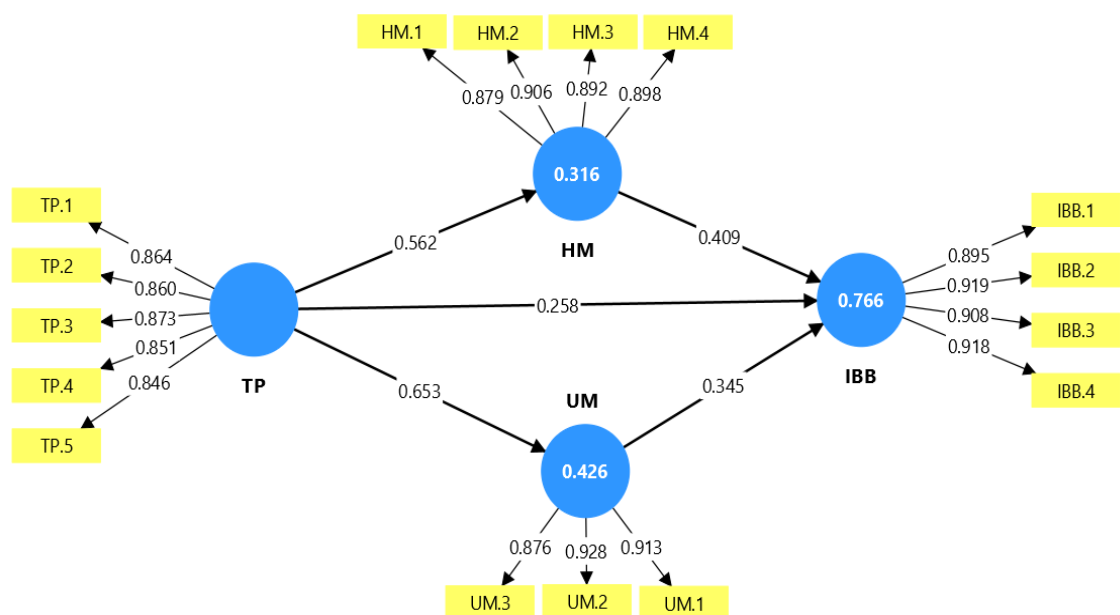 HM.1
HM.2
HM.3
HM.4
0.879
0.906
0.892
0.898
0.316
HM
TP.1
TP.2
TP.3
TP.4
TP.5
0.864
0.860
0.873
0.851
0.846
TP
0.562
0.258
0.653
0.409
0.345
0.766
IBB
IBB.1
IBB.2
IBB.3
IBB.4
0.895
0.919
0.908
0.918
UM
0.426
0.876
0.928
0.913
UM.3
UM.2
UM.1